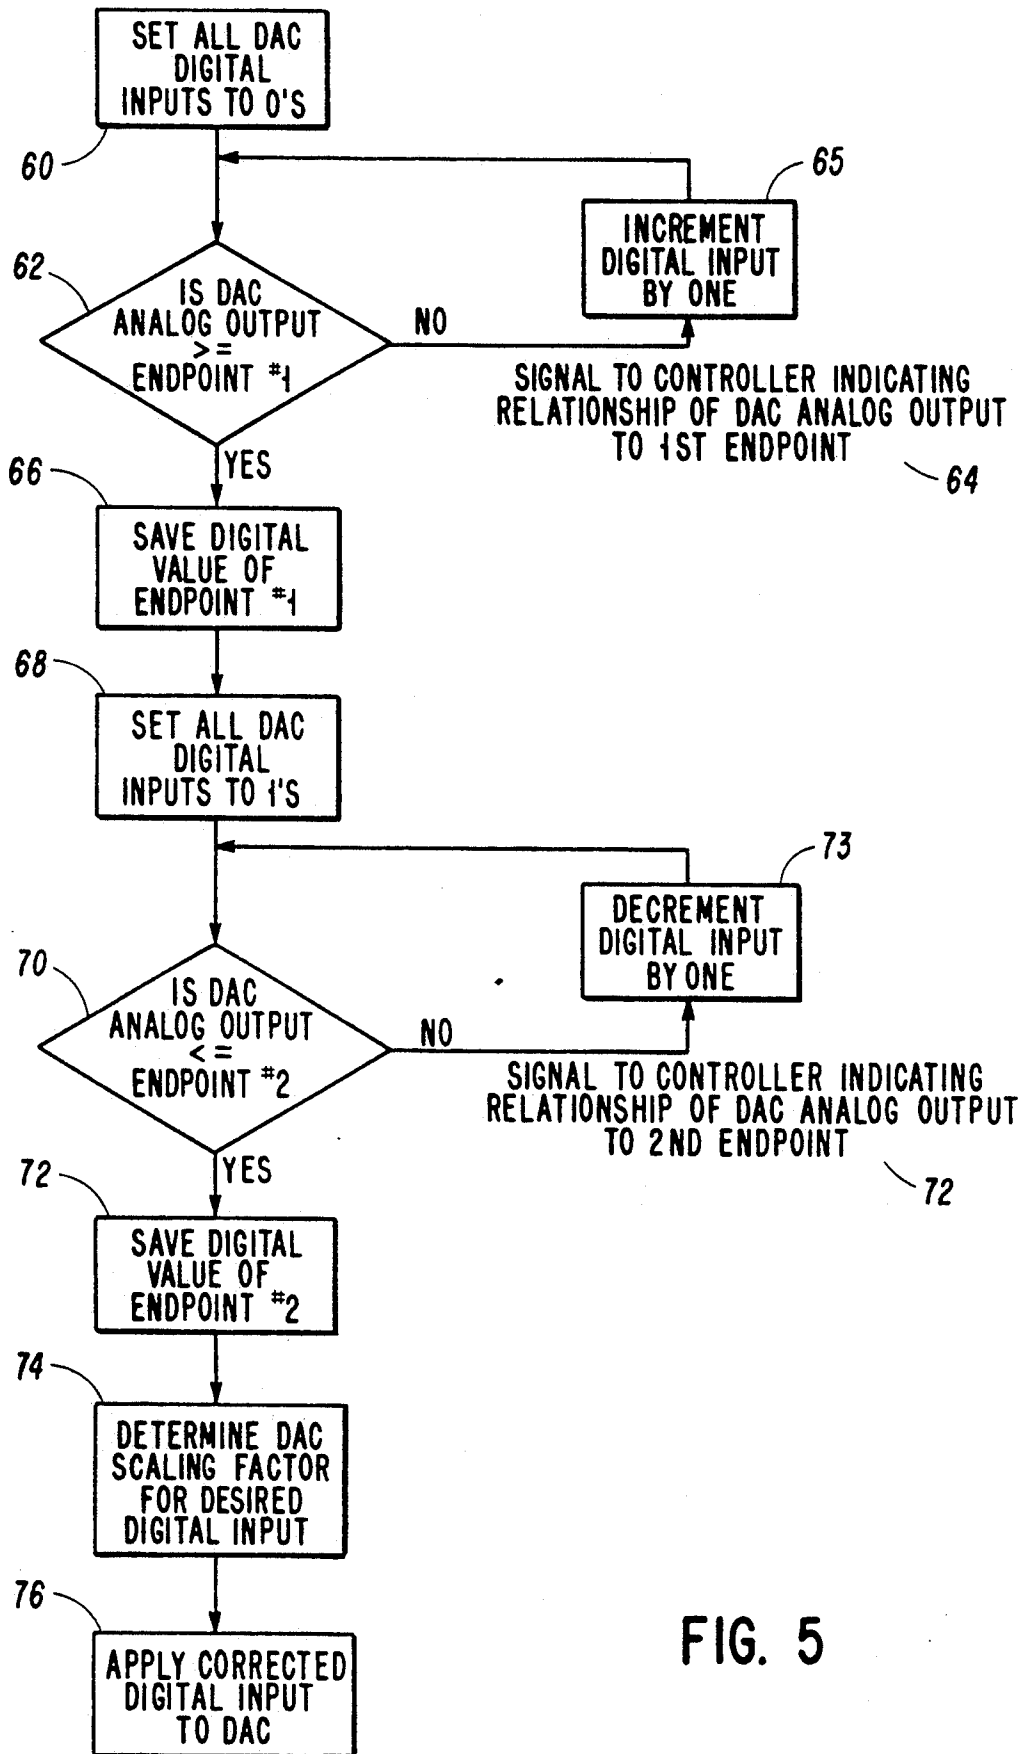 SET ALL DAC
DIGITAL
INPUTS TO 0'S
60
65
INCREMENT
DIGITAL INPUT
BY ONE
62
IS DAC
ANALOG OUTPUT
>=
ENDPOINT #1
NO
SIGNAL TO CONTROLLER INDICATING
RELATIONSHIP OF DAC ANALOG OUTPUT
TO 1ST ENDPOINT
64
YES
66
SAVE DIGITAL
VALUE OF
ENDPOINT #1
68
SET ALL DAC
DIGITAL
INPUTS TO 1'S
73
DECREMENT
DIGITAL INPUT
BY ONE
70
IS DAC
ANALOG OUTPUT
<=
ENDPOINT #2
NO
SIGNAL TO CONTROLLER INDICATING
RELATIONSHIP OF DAC ANALOG OUTPUT
TO 2ND ENDPOINT
72
YES
72
SAVE DIGITAL
VALUE OF
ENDPOINT #2
74
DETERMINE DAC
SCALING FACTOR
FOR DESIRED
DIGITAL INPUT
76
APPLY CORRECTED
DIGITAL INPUT
TO DAC
FIG. 5